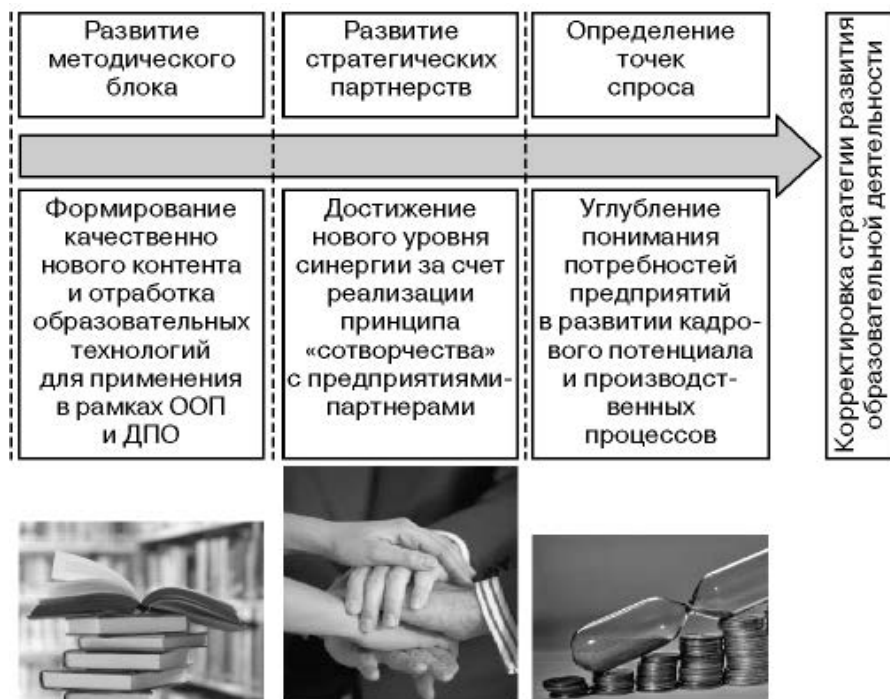 Развитие
методического
блока
Развитие
стратегических
партнерств
Определение
точек
спроса
Формирование
качественно
нового контента
и отработка
образовательных
технологий
для применения
в рамках ООП
и ДПО
Достижение
нового уровня
синергии за счет
реализации
принципа
«сотворчества»
с предприятиями-
партнерами
Углубление
понимания
потребностей
предприятий
в развитии кадро-
вого потенциала
и производст-
венных
процессов
Корректировка стратегии развития
образовательной деятельности